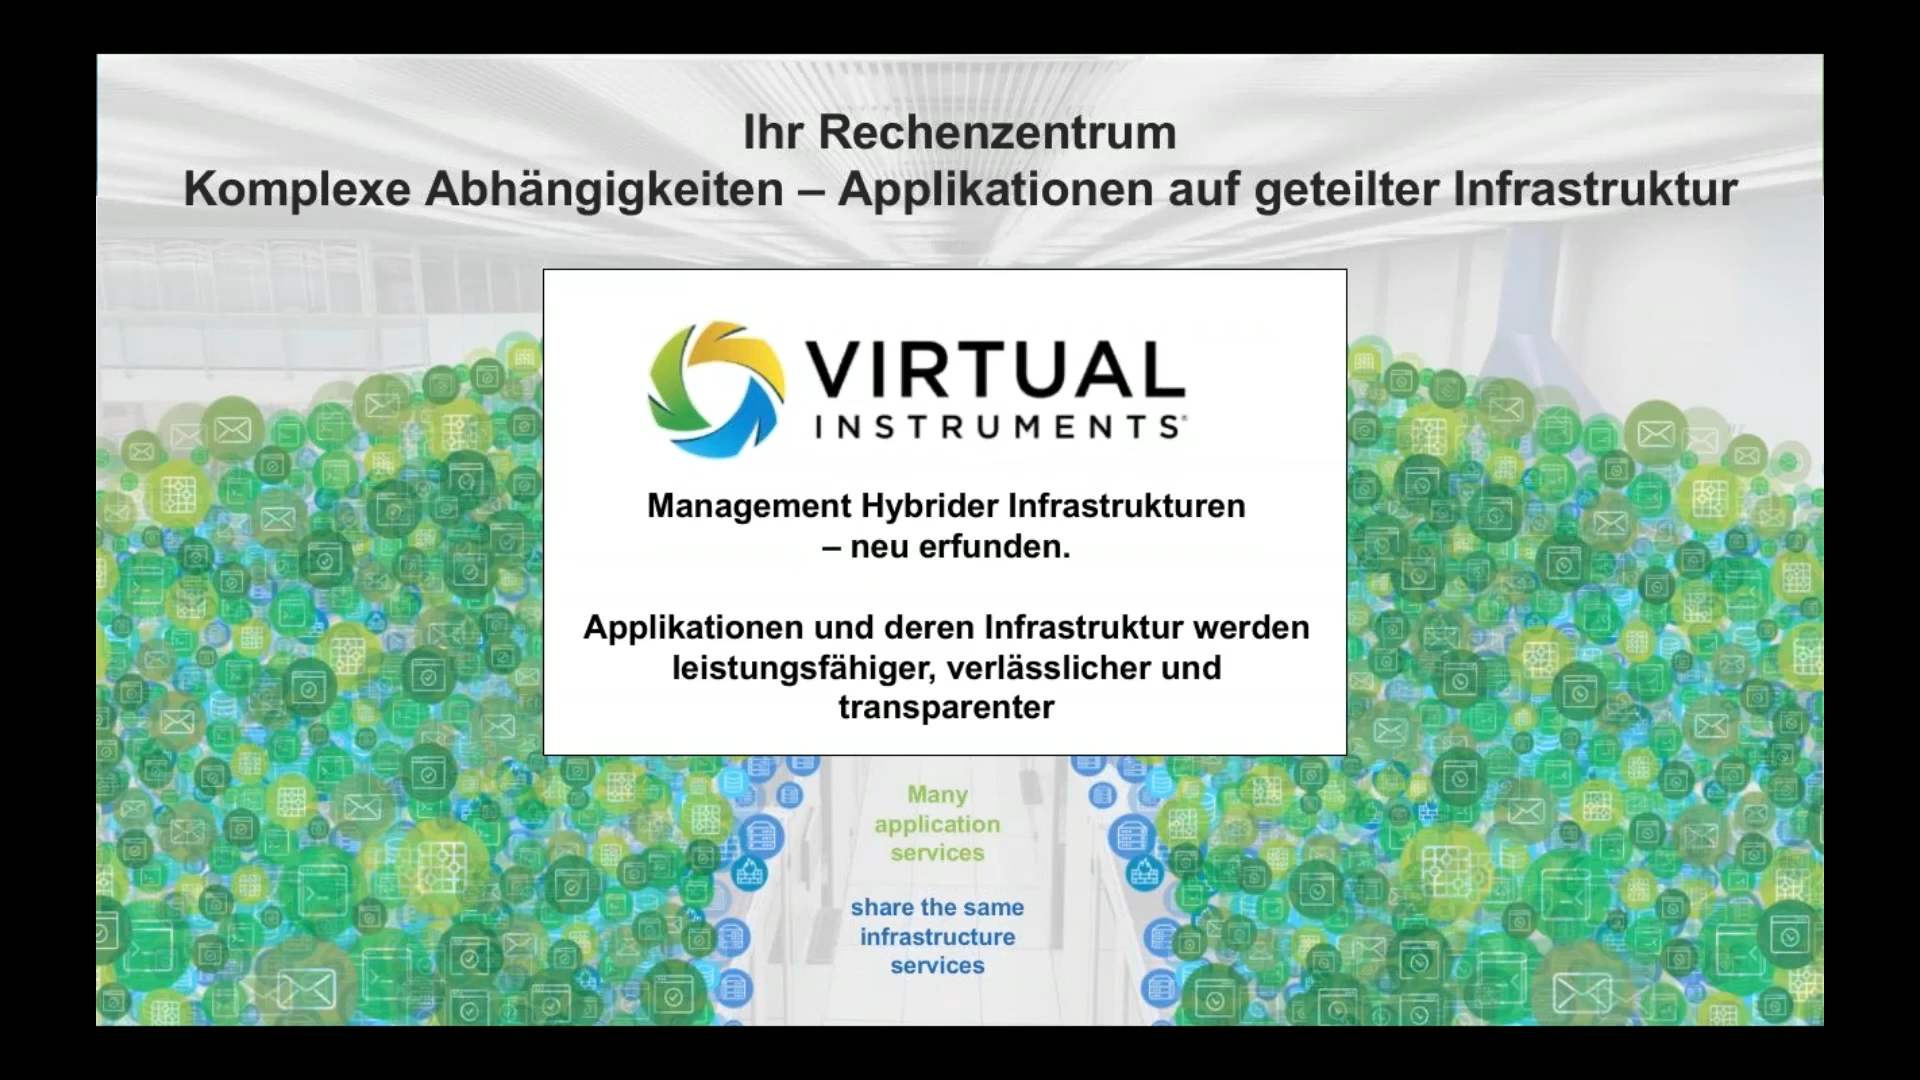 Ihr Rechenzentrum
Komplexe Abhängigkeiten – Applikationen auf geteilter Infrastruktur
VIRTUAL
INSTRUMENTS
Management Hybrider Infrastrukturen
– neu erfunden.
Applikationen und deren Infrastruktur werden
leistungsfähiger, verlässlicher und
transparenter
Many
application
services
share the same
infrastructure
services